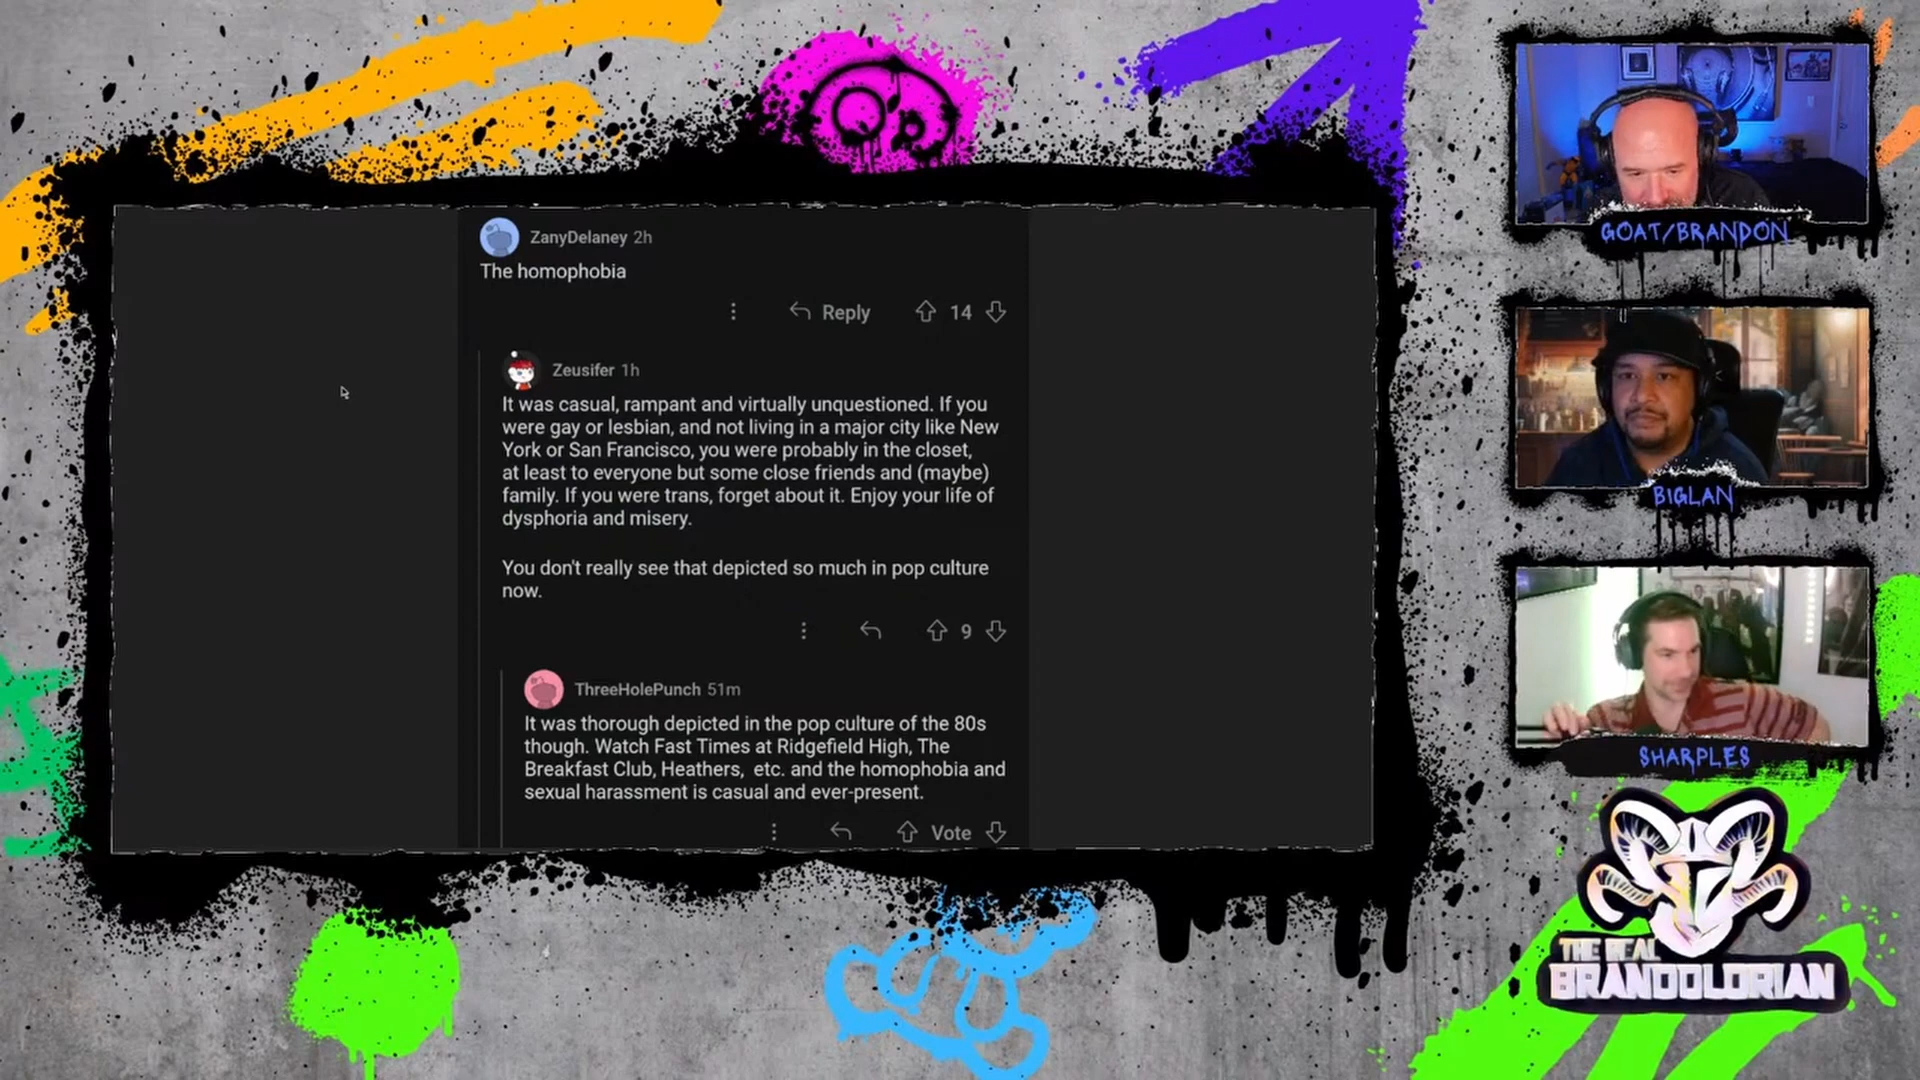 ZanyDelaney 2h
The homophobia
Reply
14
Zeusifer 1h
It was casual, rampant and virtually unquestioned. If you
were gay or lesbian, and not living in a major city like New
York or San Francisco, you were probably in the closet,
at least to everyone but some close friends and (maybe)
family. If you were trans, forget about it. Enjoy your life of
dysphoria and misery.
You don't really see that depicted so much in pop culture
now.
9
ThreeHolePunch 51m
It was thorough depicted in the pop culture of the 80s
though. Watch Fast Times at Ridgefield High, The
Breakfast Club, Heathers, etc. and the homophobia and
sexual harassment is casual and ever-present.
Vote
GOAT/BRANDON
BIGLAN
SHARPLES
THE REAL
BRANDOLORIAN